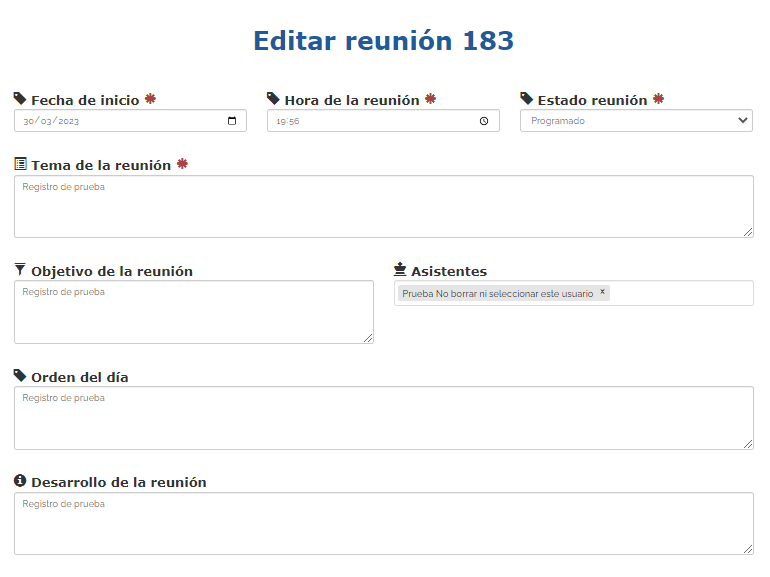 Editar reunión 183
Fecha de inicio * Hora de la reunión * Estado reunión *
30/03/2023 19:56 Programado
Tema de la reunión *
Registro de prueba
Objetivo de la reunión Asistentes
Registro de prueba Prueba No borrar ni seleccionar este usuario ×
Orden del día
Registro de prueba
Desarrollo de la reunión
Registro de prueba